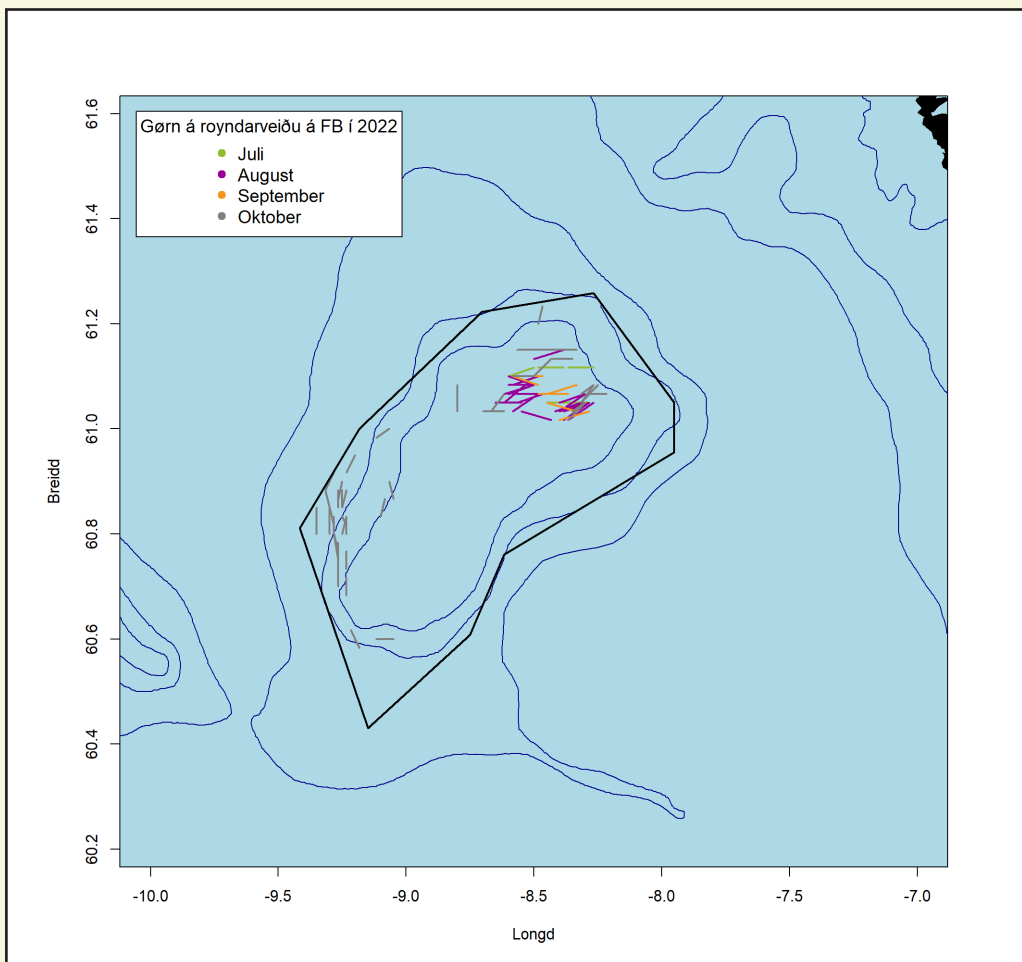 Gørn á royndarveiðu á FB í 2022
Juli
August
September
Oktober
61.6
61.4
61.2
61.0
60.8
60.6
60.4
60.2
Breidd
-10.0 -9.5 -9.0 -8.5 -8.0 -7.5 -7.0
Longd